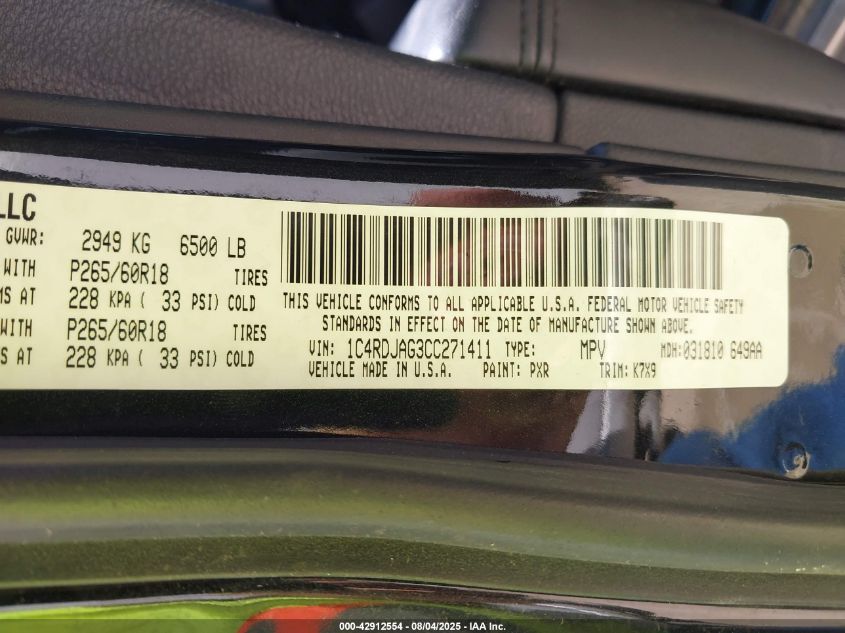 LLC
GVWR: 2949 KG 6500 LB
WITH P265/60R18 TIRES
MS AT 228 KPA ( 33 PSI) COLD
WITH P265/60R18 TIRES
MS AT 228 KPA ( 33 PSI) COLD
THIS VEHICLE CONFORMS TO ALL APPLICABLE U.S.A. FEDERAL MOTOR VEHICLE SAFETY
STANDARDS IN EFFECT ON THE DATE OF MANUFACTURE SHOWN ABOVE.
VIN: 1C4RDJAG3CC271411 TYPE: MPV MDH:031810 649AA
VEHICLE MADE IN U.S.A. PAINT: PXR TRIM: K7X9
000-42912554 - 08/04/2025 - IAA Inc.